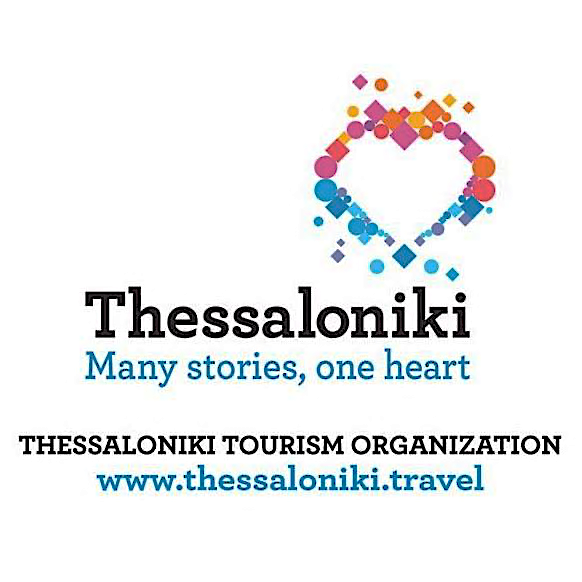 Thessaloniki
Many stories, one heart
THESSALONIKI TOURISM ORGANIZATION
www.thessaloniki.travel